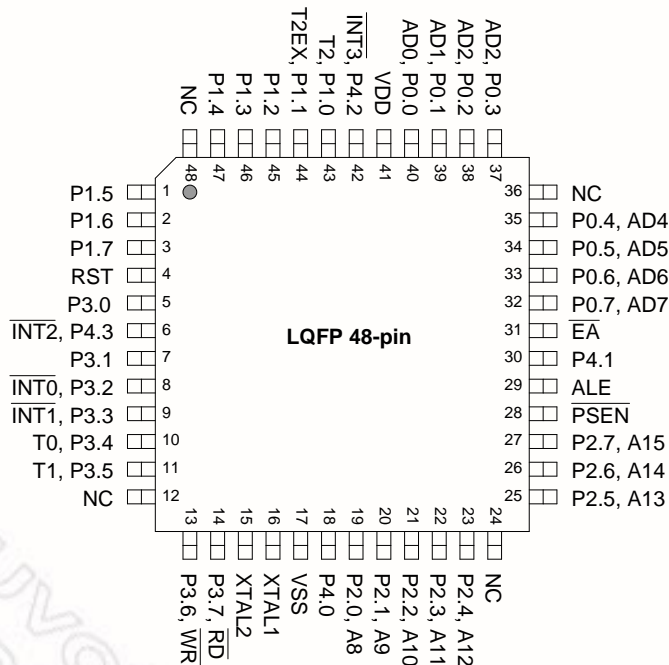 NC
P1.4
P1.3
P1.2
T2EX, P1.1
T2, P1.0
INT3, P4.2
VDD
AD0, P0.0
AD1, P0.1
AD2, P0.2
AD2, P0.3
48
47
46
45
44
43
42
41
40
39
38
37
P1.5 1
P1.6 2
P1.7 3
RST 4
P3.0 5
INT2, P4.3 6
P3.1 7
INT0, P3.2 8
INT1, P3.3 9
T0, P3.4 10
T1, P3.5 11
NC 12
LQFP 48-pin
36 NC
35 P0.4, AD4
34 P0.5, AD5
33 P0.6, AD6
32 P0.7, AD7
31 EA
30 P4.1
29 ALE
28 PSEN
27 P2.7, A15
26 P2.6, A14
25 P2.5, A13
13
14
15
16
17
18
19
20
21
22
23
24
P3.6, WR
P3.7, RD
XTAL2
XTAL1
VSS
P4.0
P2.0, A8
P2.1, A9
P2.2, A10
P2.3, A11
P2.4, A12
NC